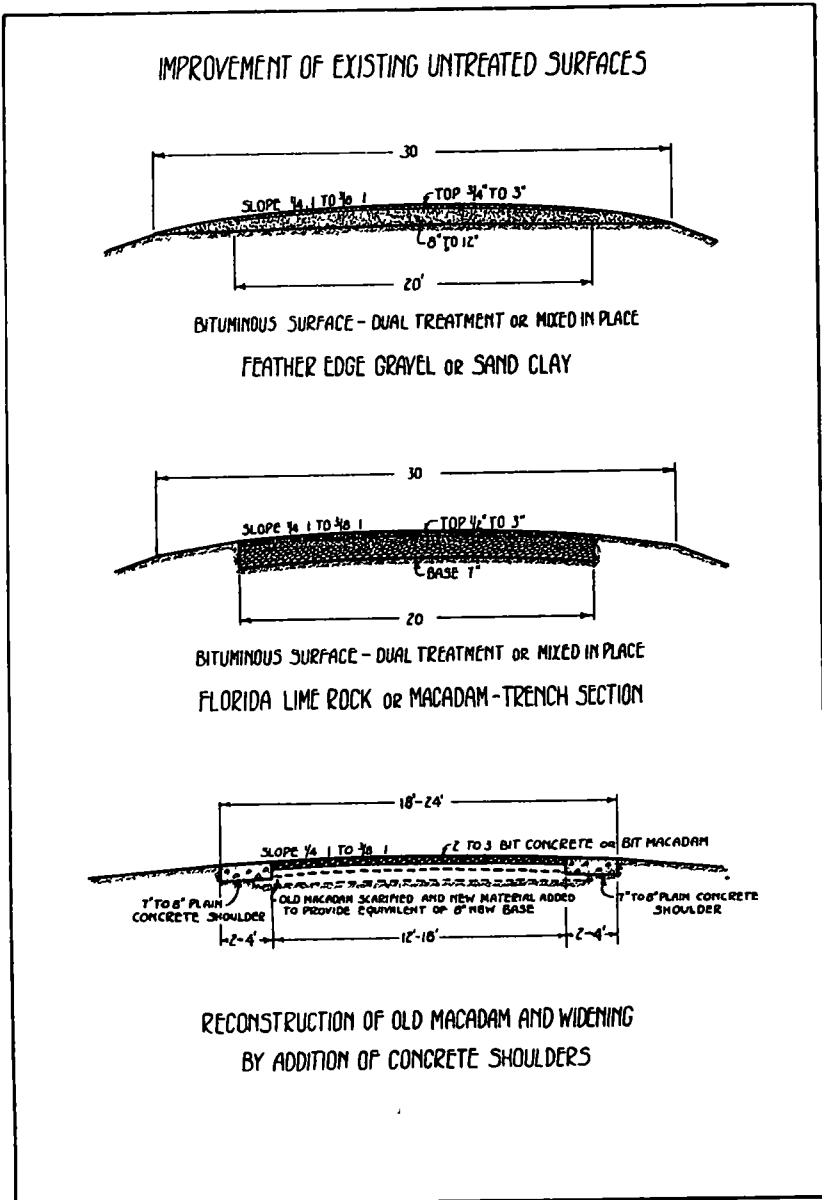 IMPROVEMENT OF EXISTING UNTREATED SURFACES
30
SLOPE 1/4 : 1 TO 3/8 : 1
TOP 3/4" TO 3"
8" TO 12"
20'
BITUMINOUS SURFACE - DUAL TREATMENT OR MIXED IN PLACE
FEATHER EDGE GRAVEL OR SAND CLAY
30
SLOPE 1/4 1 TO 3/8 1
TOP 1/2" TO 3"
BASE 7"
20
BITUMINOUS SURFACE - DUAL TREATMENT OR MIXED IN PLACE
FLORIDA LIME ROCK OR MACADAM - TRENCH SECTION
18'-24'
SLOPE 1/4 1 TO 3/8 1
2 TO 3 BIT CONCRETE OR BIT MACADAM
7" TO 8" PLAIN
CONCRETE SHOULDER
OLD MACADAM SCARIFIED AND NEW MATERIAL ADDED
TO PROVIDE EQUIVALENT OF 8" NEW BASE
7" TO 8" PLAIN CONCRETE
SHOULDER
2-4'
12'-16'
2-4'
RECONSTRUCTION OF OLD MACADAM AND WIDENING
BY ADDITION OF CONCRETE SHOULDERS